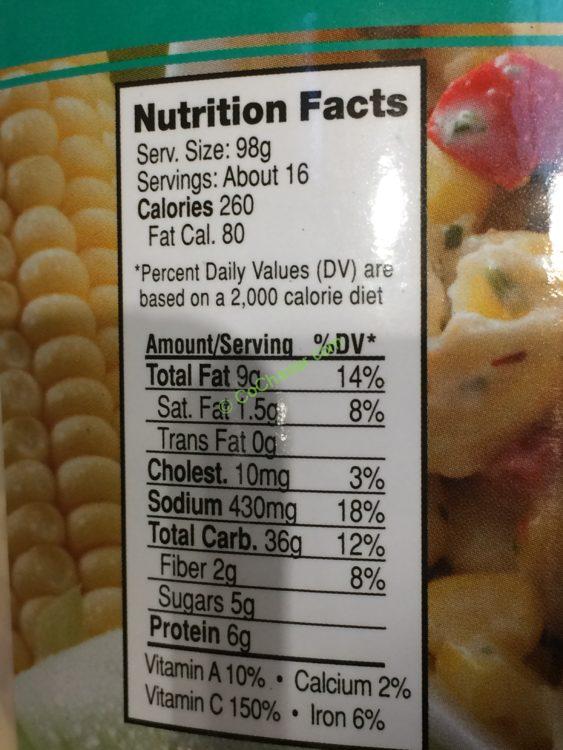 Nutrition Facts
Serv. Size: 98g
Servings: About 16
Calories 260
Fat Cal. 80
*Percent Daily Values (DV) are
based on a 2,000 calorie diet
Amount/Serving %DV*
Total Fat 9g 14%
Sat. Fat 1.5g 8%
Trans Fat 0g
Cholest. 10mg 3%
Sodium 430mg 18%
Total Carb. 36g 12%
Fiber 2g 8%
Sugars 5g
Protein 6g
Vitamin A 10% • Calcium 2%
Vitamin C 150% • Iron 6%